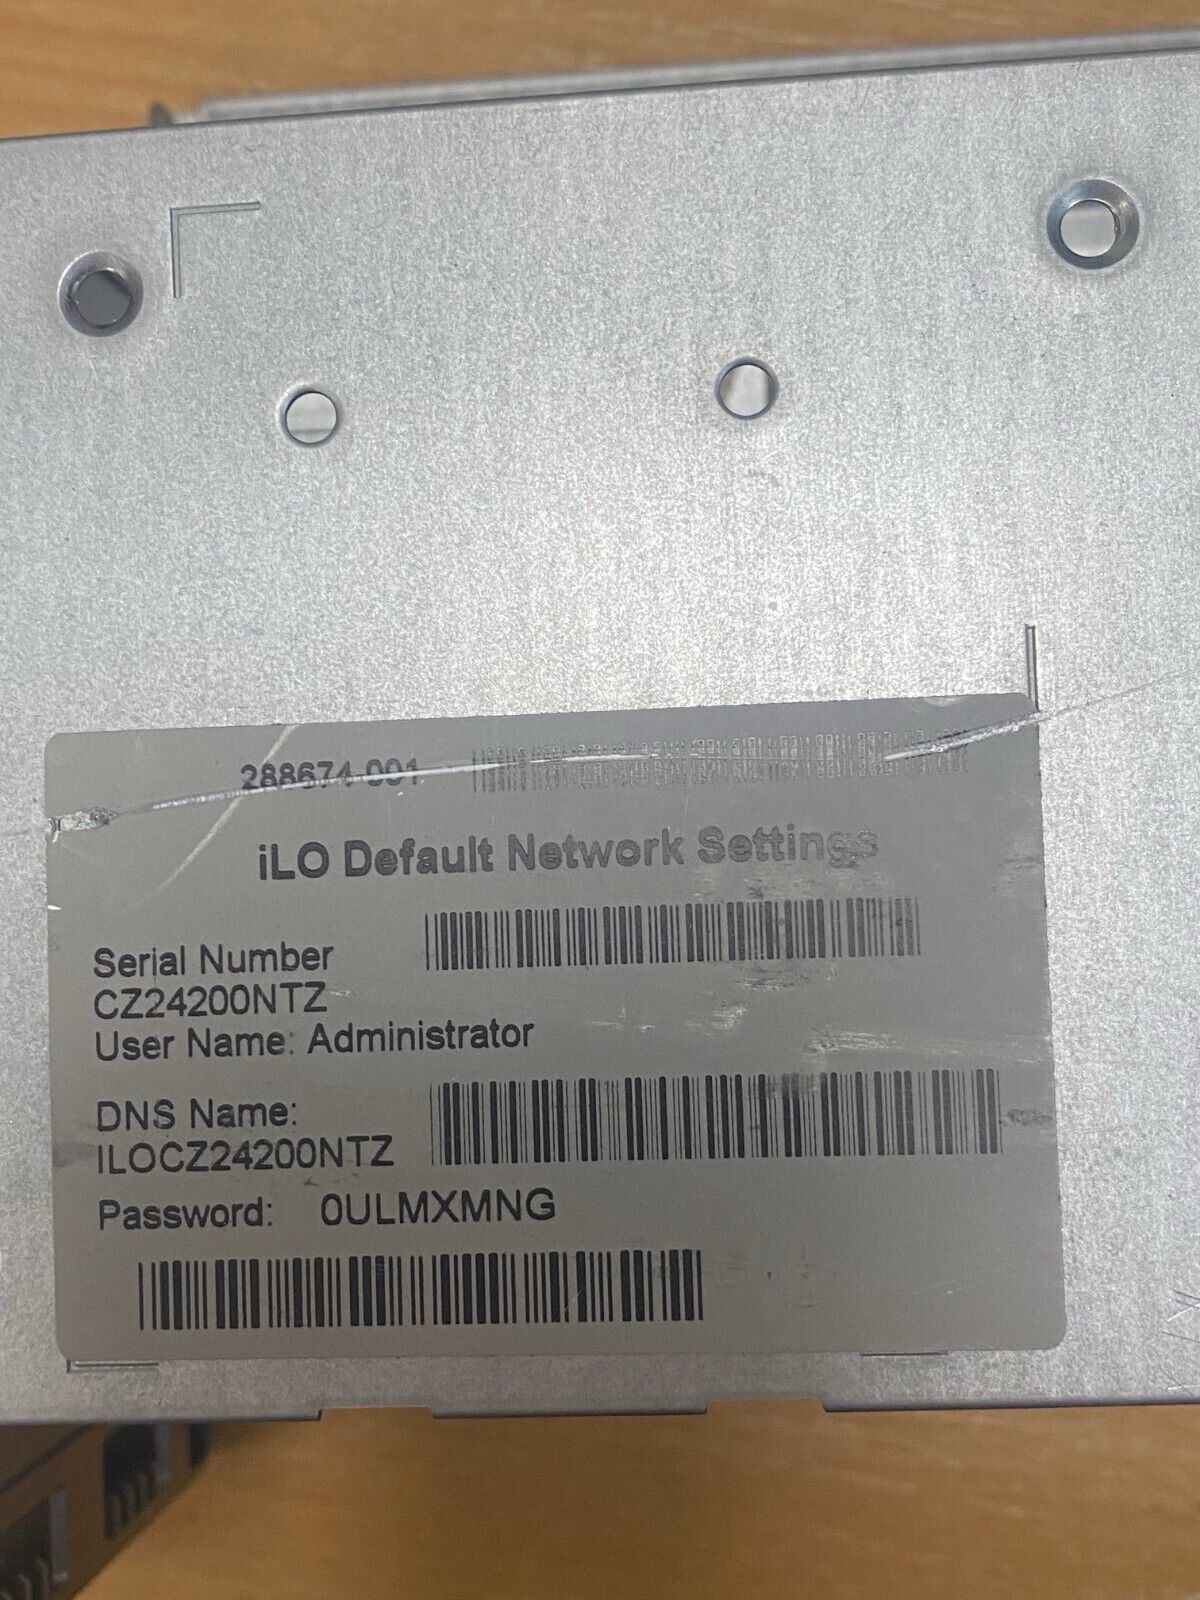 288674-001
iLO Default Network Settings
Serial Number
CZ24200NTZ
User Name: Administrator
DNS Name:
ILOCZ24200NTZ
Password: 0ULMXMNG